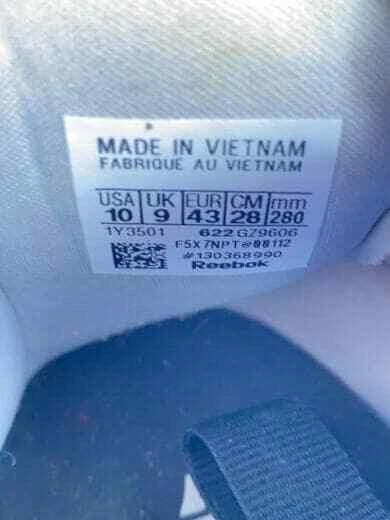 MADE IN VIETNAM
FABRIQUE AU VIETNAM
USA UK EUR CM mm
10 9 43 28 280
1Y3501 622 GZ9606
F5X7NPT@00112
#130368990
Reebok